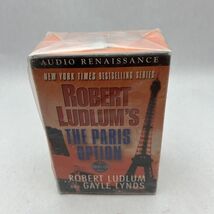 AUDIO RENAISSANCE
NEW YORK TIMES BESTSELLING SERIES
ROBERT
LUDLUM'S
THE PARIS
OPTION
ROBERT LUDLUM
GAYLE LYNDS